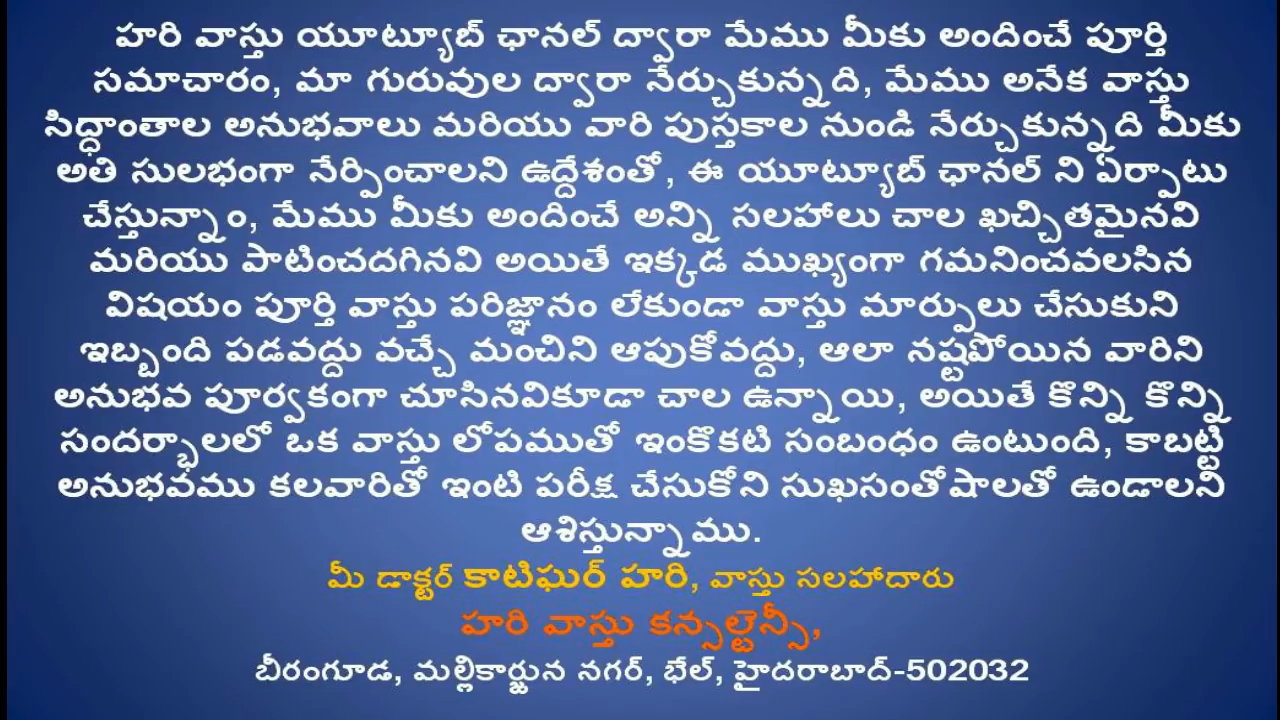 హరి వాస్తు యూట్యూబ్ ఛానల్ ద్వారా మేము మీకు అందించే పూర్తి
సమాచారం, మా గురువుల ద్వారా నేర్చుకున్నది, మేము అనేక వాస్తు
సిద్ధాంతాల అనుభవాలు మరియు వారి పుస్తకాల నుండి నేర్చుకున్నది మీకు
అతి సులభంగా నేర్పించాలని ఉద్దేశంతో, ఈ యూట్యూబ్ ఛానల్ ని ఏర్పాటు
చేస్తున్నాం, మేము మీకు అందించే అన్ని సలహాలు చాల ఖచ్చితమైనవి
మరియు పాటించదగినవి అయితే ఇక్కడ ముఖ్యంగా గమనించవలసిన
విషయం పూర్తి వాస్తు పరిజ్ఞానం లేకుండా వాస్తు మార్పులు చేసుకుని
ఇబ్బంది పడవద్దు వచ్చే మంచిని ఆపుకోవద్దు, ఆలా నష్టపోయిన వారిని
అనుభవ పూర్వకంగా చూసినవికూడా చాల ఉన్నాయి, అయితే కొన్ని కొన్ని
సందర్భాలలో ఒక వాస్తు లోపముతో ఇంకొకటి సంబంధం ఉంటుంది, కాబట్టి
అనుభవము కలవారితో ఇంటి పరీక్ష చేసుకోని సుఖసంతోషాలతో ఉండాలని
ఆశిస్తున్నాము.
మీ డాక్టర్ కాటిఘర్ హరి, వాస్తు సలహాదారు
హరి వాస్తు కన్సల్టెన్సీ,
బీరంగూడ, మల్లికార్జున నగర్, భేల్, హైదరాబాద్-502032